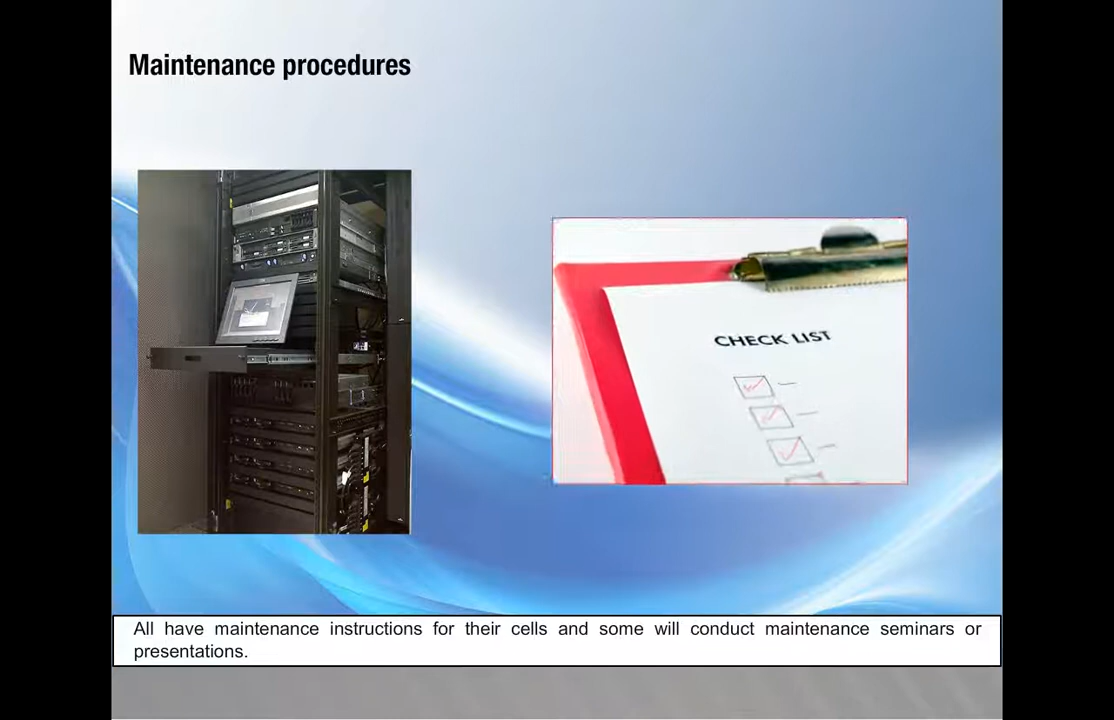 Maintenance procedures
CHECK LIST
All have maintenance instructions for their cells and some will conduct maintenance seminars or
presentations.